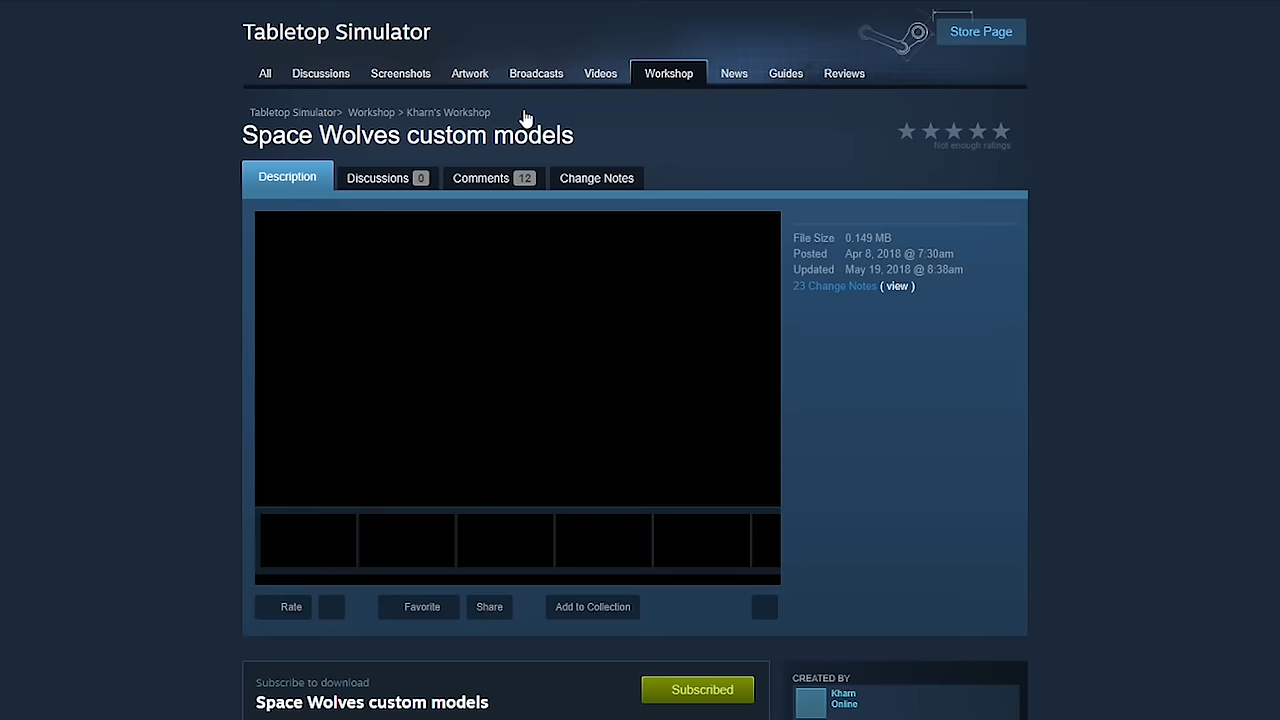 Tabletop Simulator
Store Page
All Discussions Screenshots Artwork Broadcasts Videos Workshop News Guides Reviews
Tabletop Simulator> Workshop > Kharn's Workshop
Space Wolves custom models
Not enough ratings
Description Discussions 0 Comments 12 Change Notes
File Size 0.149 MB
Posted Apr 8, 2018 @ 7:30am
Updated May 19, 2018 @ 8:38am
23 Change Notes ( view )
Rate Favorite Share Add to Collection
Subscribe to download
Space Wolves custom models
Subscribed
CREATED BY
Kharn
Online